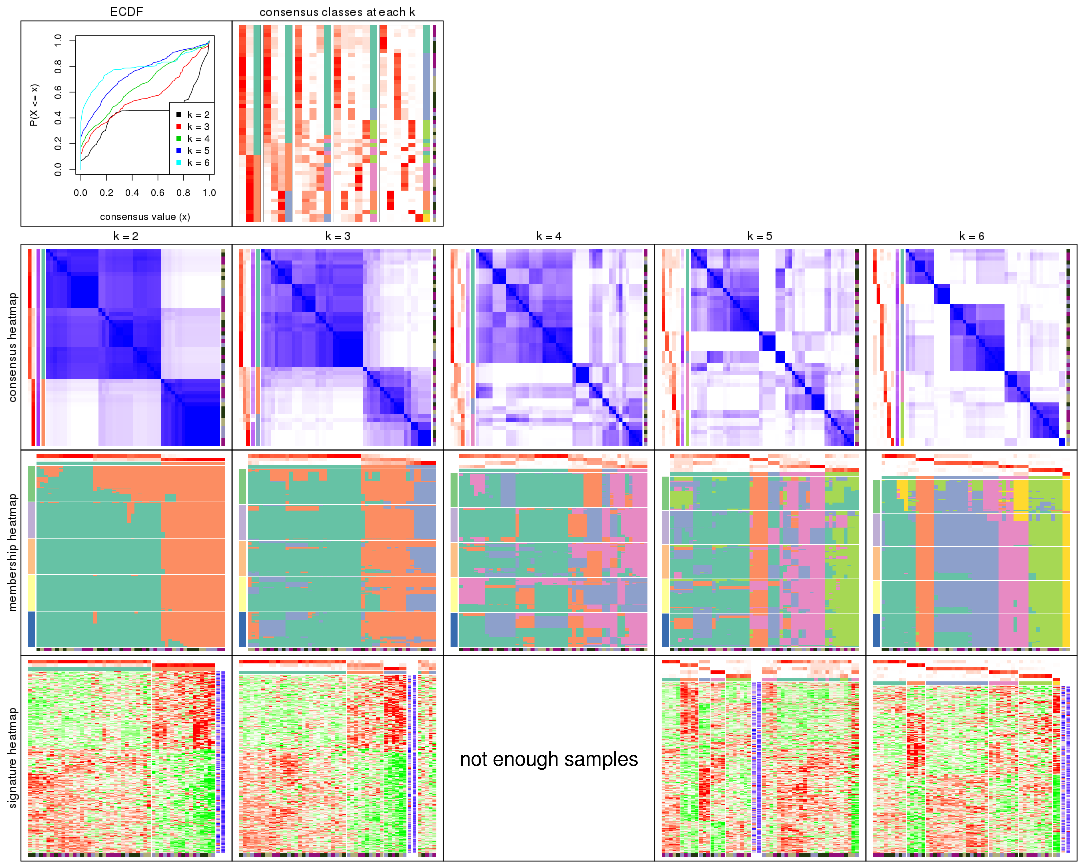 ECDF
consensus classes at each k
P(X <= x)
0.0 0.2 0.4 0.6 0.8 1.0
k = 2
k = 3
k = 4
k = 5
k = 6
0.0 0.2 0.4 0.6 0.8 1.0
consensus value (x)
k = 2
k = 3
k = 4
k = 5
k = 6
consensus heatmap
membership heatmap
signature heatmap
not enough samples